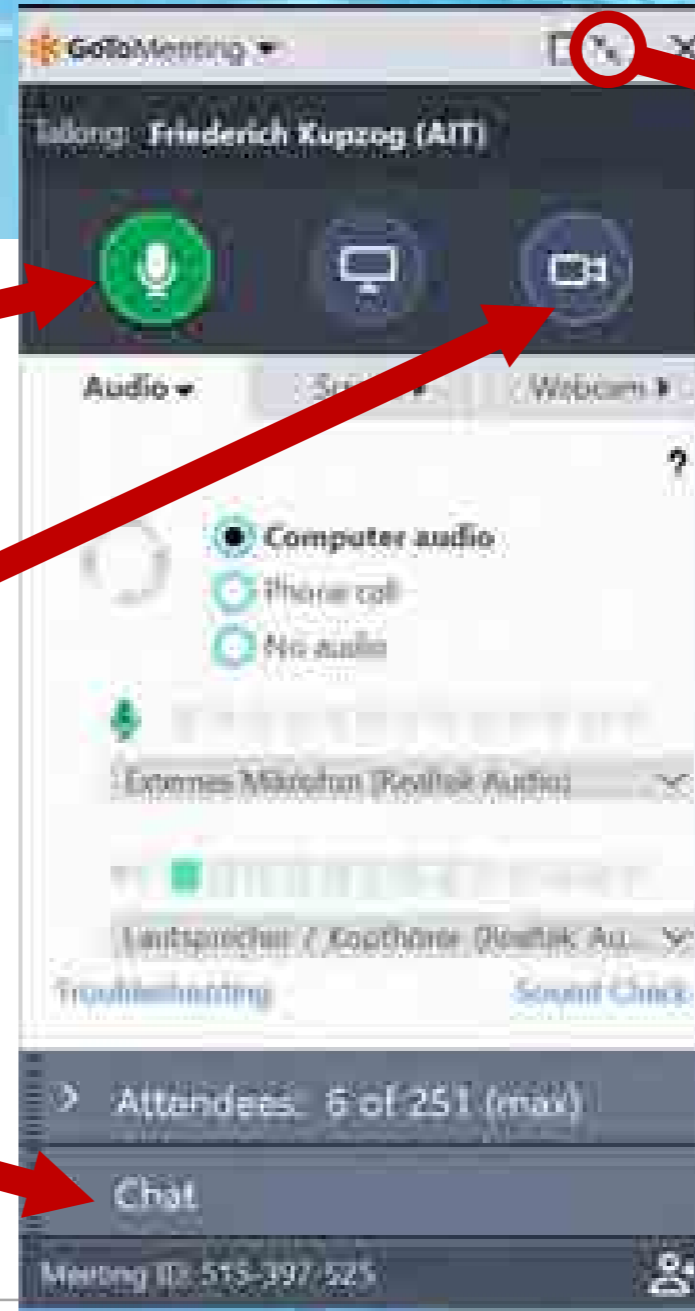 GoToMeeting
Talking: Friederich Kupzog (AIT)
Audio
Webcam
?
Computer audio
Phone call
No audio
Externes Mikrofon (Realtek Audio)
Lautsprecher / Kopfhörer (Realtek Au...
Troubleshooting Sound Check
Attendees: 6 of 251 (max)
Chat
Meeting ID: 515-397-525